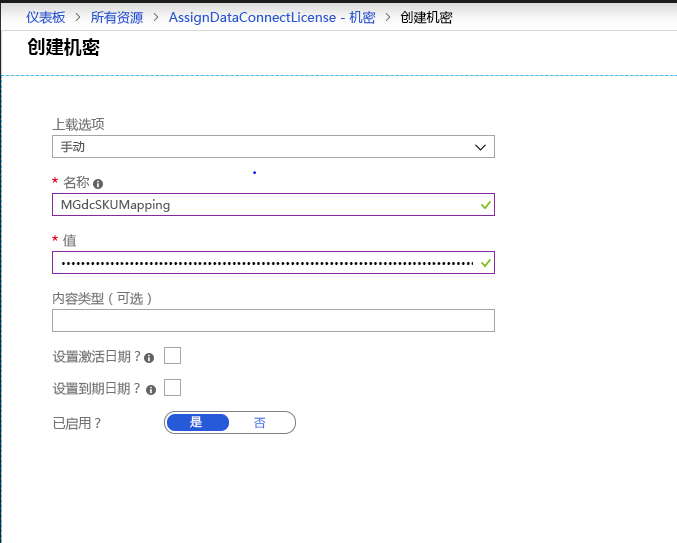 仪表板 > 所有资源 > AssignDataConnectLicense - 机密 > 创建机密
创建机密
上载选项
手动
* 名称
MGdcSKUMapping
* 值
内容类型（可选）
设置激活日期？
设置到期日期？
已启用？ 是 否